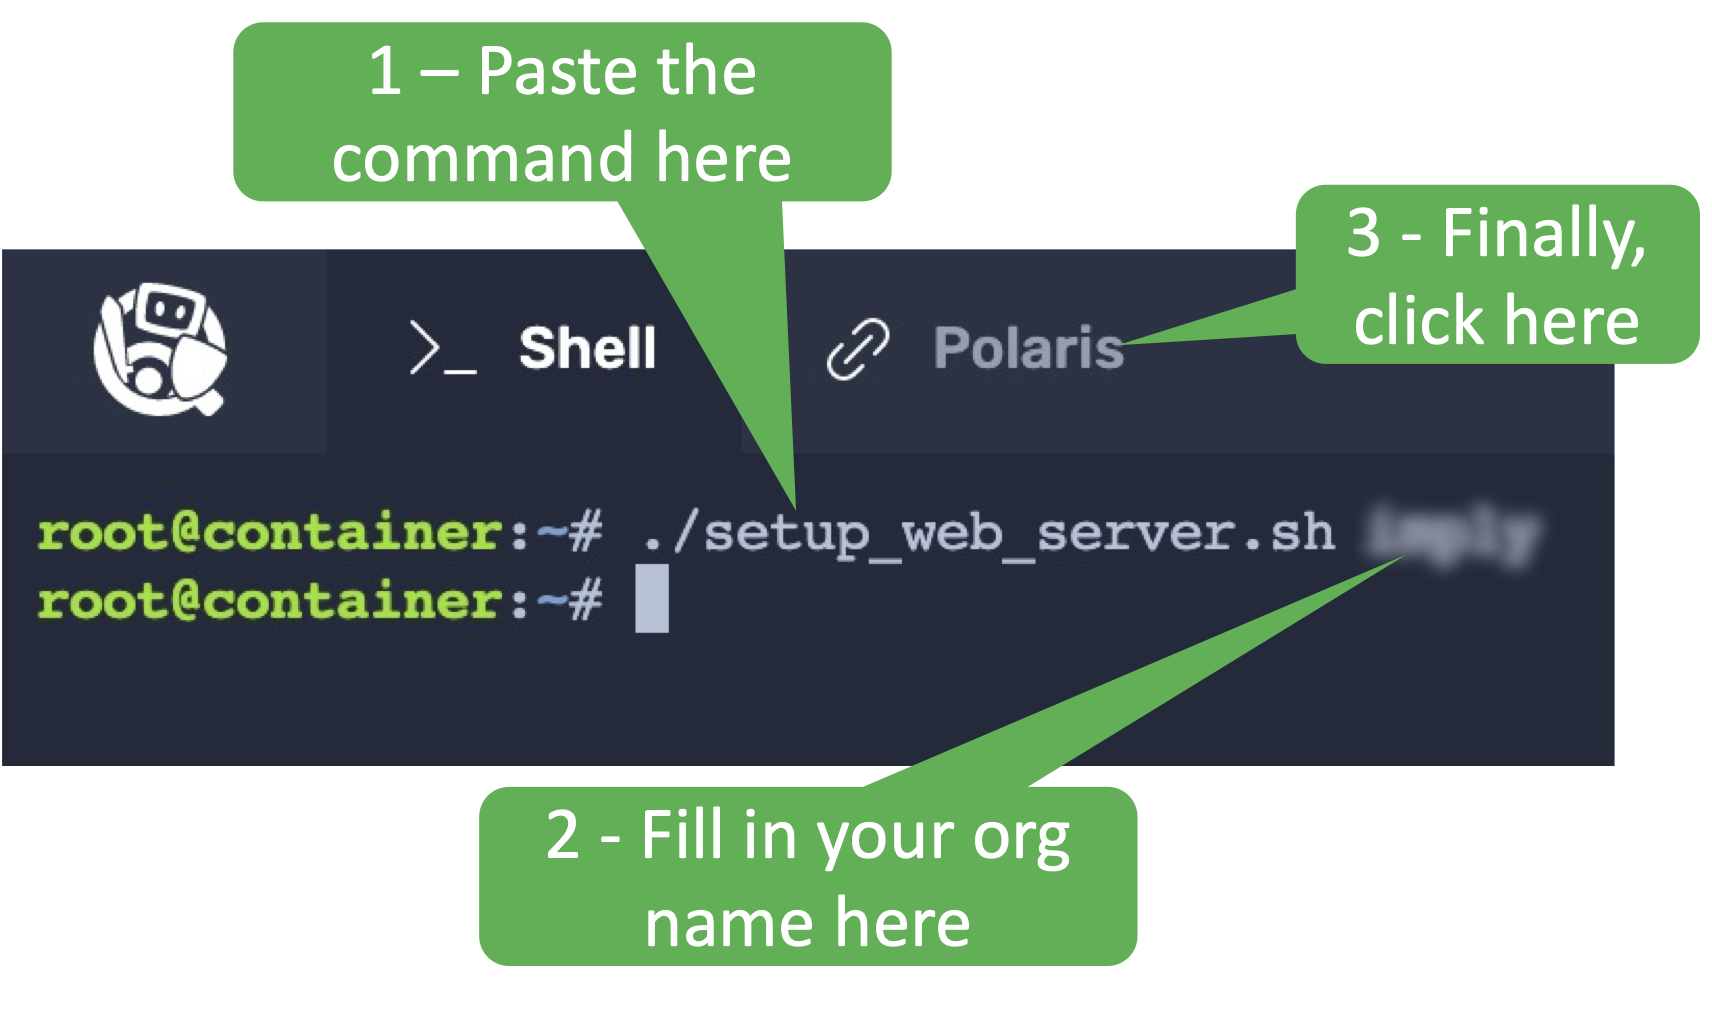 1 – Paste the
command here
3 - Finally,
click here
>_ Shell
Polaris
root@container:~# ./setup_web_server.sh
root@container:~#
2 - Fill in your org
name here